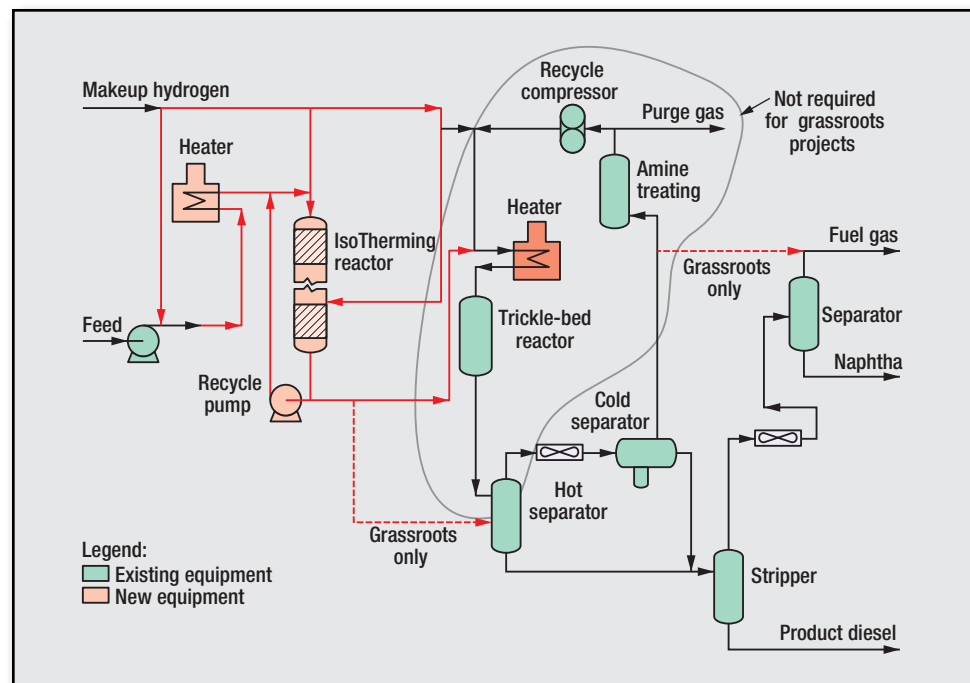 Makeup hydrogen
Recycle
compressor
Purge gas
Not required
for grassroots
projects
Heater
Amine
treating
IsoTherming
reactor
Heater
Fuel gas
Grassroots
only
Feed
Trickle-bed
reactor
Separator
Naphtha
Recycle
pump
Cold
separator
Hot
separator
Grassroots
only
Legend:
Existing equipment
New equipment
Stripper
Product diesel